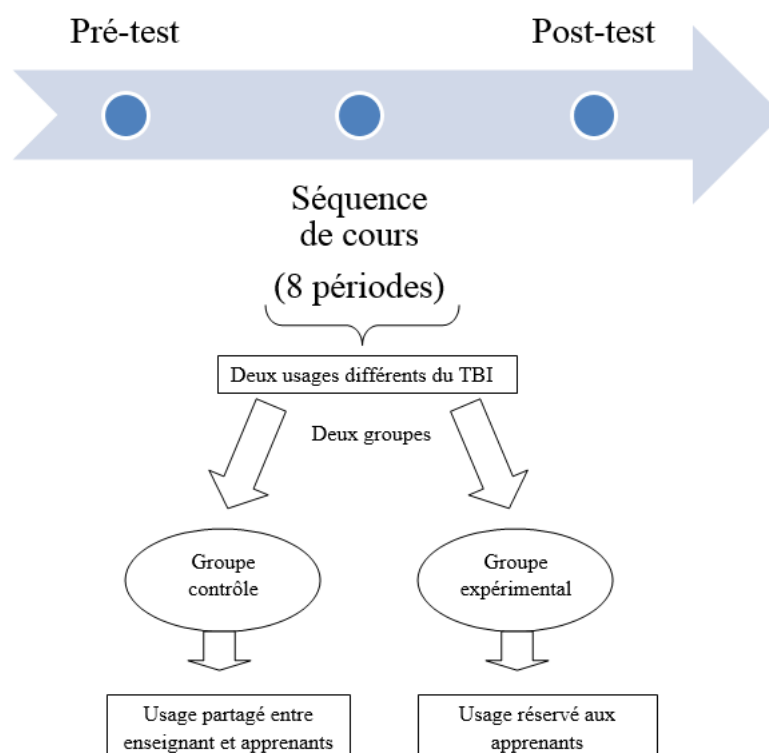 Pré-test
Post-test
Séquence
de cours
(8 périodes)
Deux usages différents du TBI
Deux groupes
Groupe
contrôle
Groupe
expérimental
Usage partagé entre
enseignant et apprenants
Usage réservé aux
apprenants